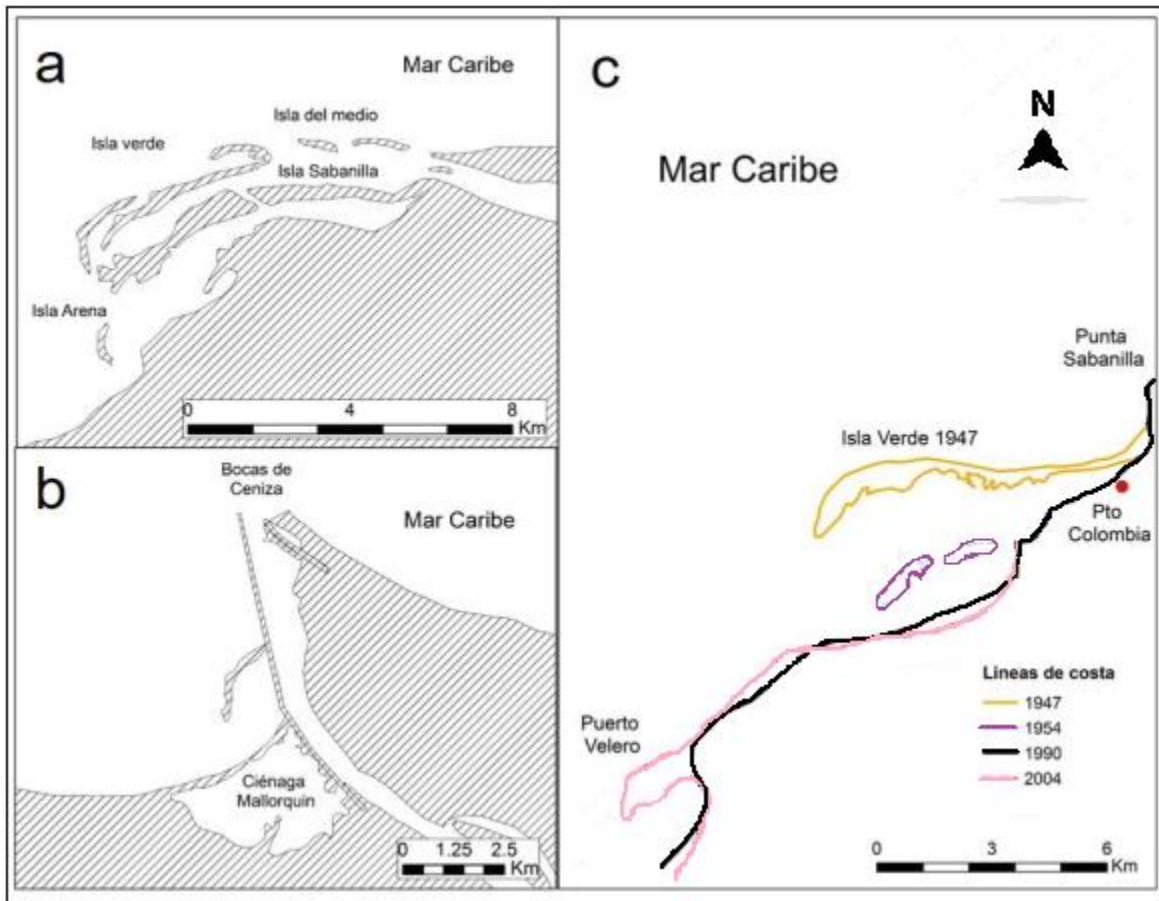 a
Mar Caribe
Isla del medio
Isla verde
Isla Sabanilla
Isla Arena
0 4 8
Km
b
Bocas de
Ceniza
Mar Caribe
Ciénaga
Mallorquin
0 1.25 2.5
Km
c
N
Mar Caribe
Punta
Sabanilla
Isla Verde 1947
Pto
Colombia
Lineas de costa
1947
1954
1990
2004
Puerto
Velero
0 3 6
Km